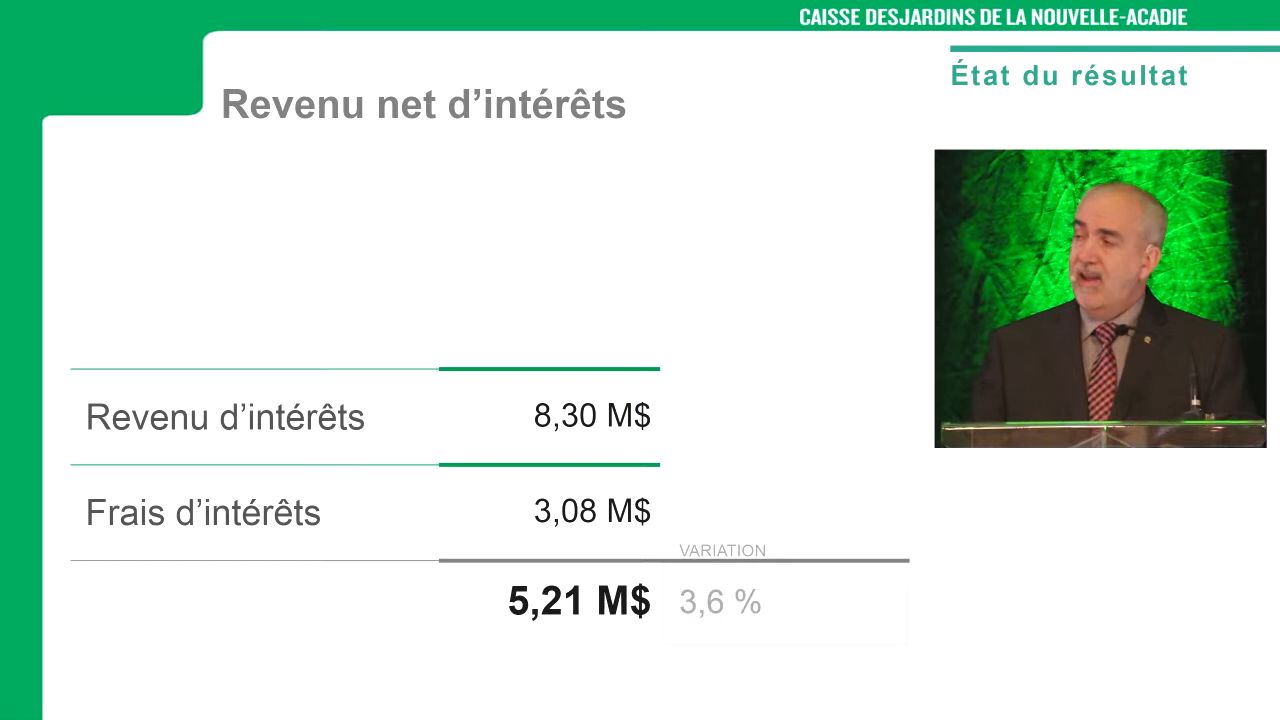 CAISSE DESJARDINS DE LA NOUVELLE-ACADIE
État du résultat
Revenu net d’intérêts
Revenu d’intérêts 8,30 M$
Frais d’intérêts 3,08 M$
VARIATION
5,21 M$ 3,6 %